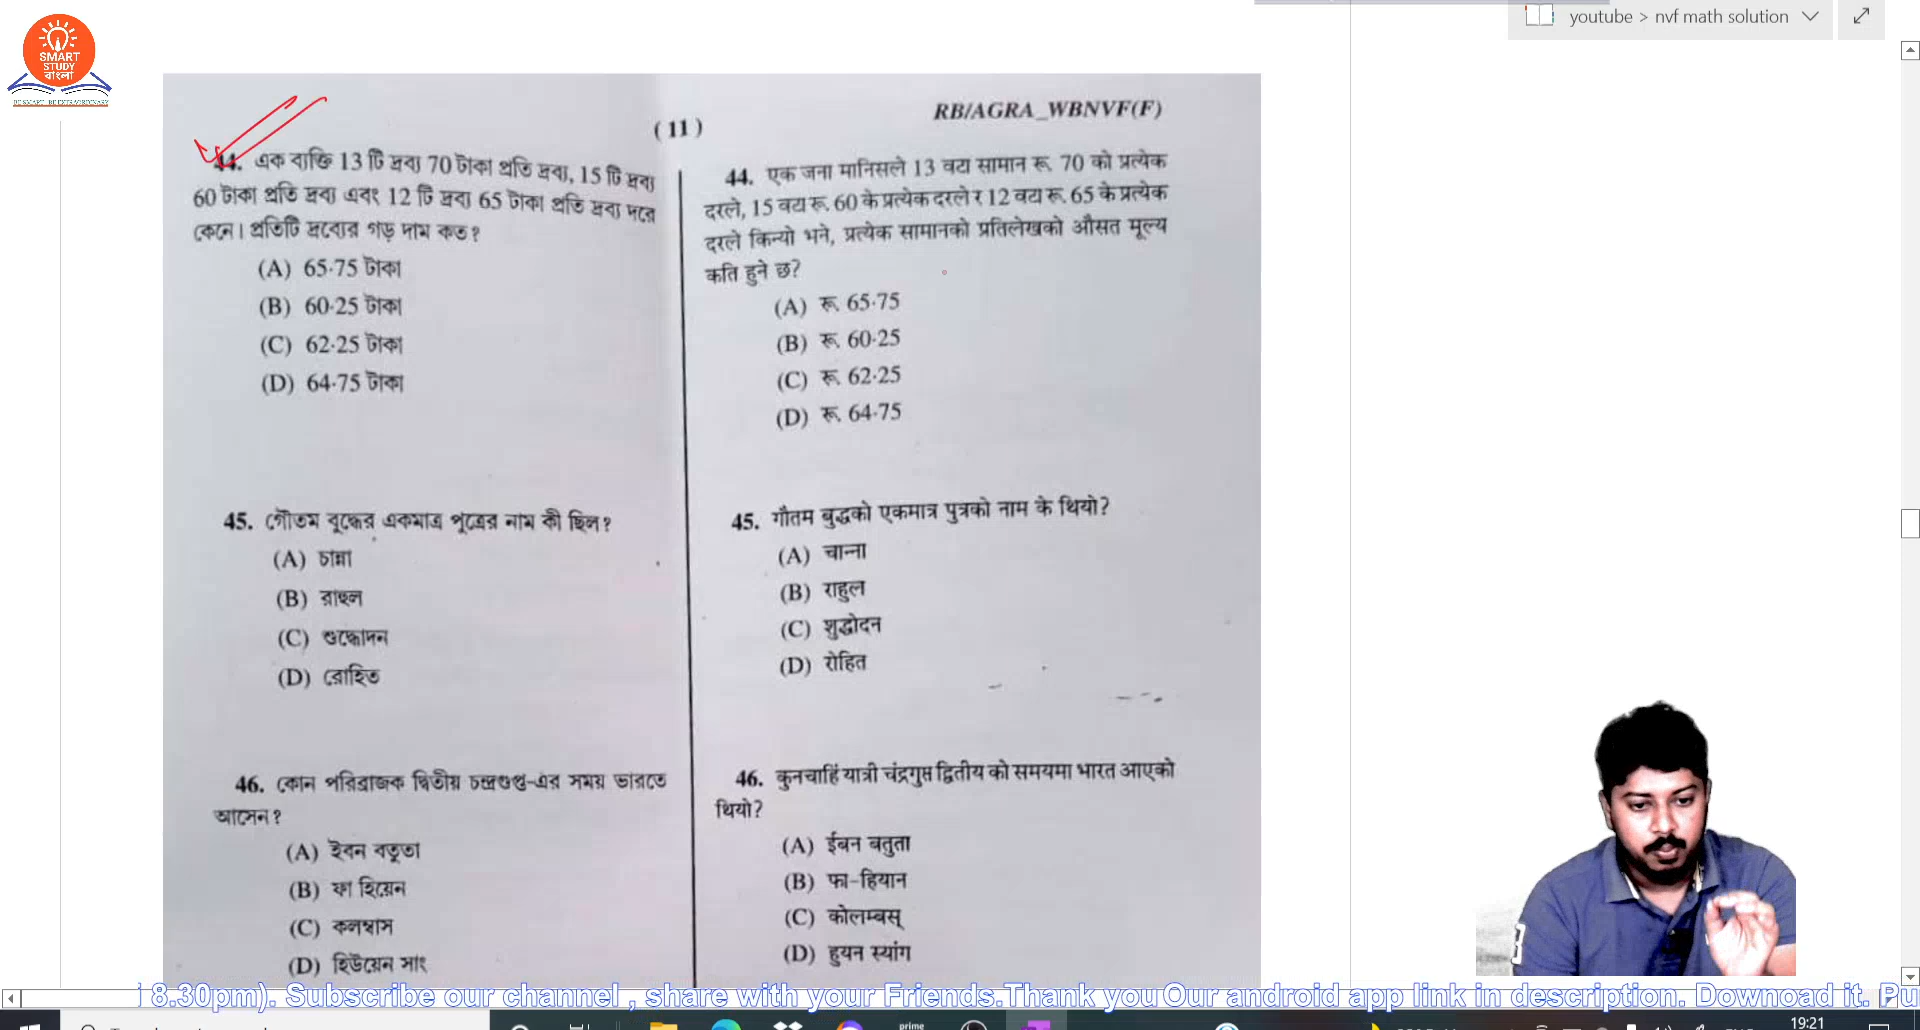 youtube > nvf math solution
SMART
STUDY
বাংলা
BE SMART BE EXTRAORDINARY
RB/AGRA_WBNVF(F)
( 11 )
44. এক ব্যক্তি 13 টি দ্রব্য 70 টাকা প্রতি দ্রব্য, 15 টি দ্রব্য
60 টাকা প্রতি দ্রব্য এবং 12 টি দ্রব্য 65 টাকা প্রতি দ্রব্য দরে
কেনে। প্রতিটি দ্রব্যের গড় দাম কত?
(A) 65·75 টাকা
(B) 60·25 টাকা
(C) 62·25 টাকা
(D) 64·75 টাকা
45. গৌতম বুদ্ধের একমাত্র পুত্রের নাম কী ছিল?
(A) চান্না
(B) রাহুল
(C) শুদ্ধোদন
(D) রোহিত
46. কোন পরিব্রাজক দ্বিতীয় চন্দ্রগুপ্ত-এর সময় ভারতে
আসেন?
(A) ইবন বতুতা
(B) ফা হিয়েন
(C) কলম্বাস
(D) হিউয়েন সাং
44. एक जना मानिसले 13 वटा सामान रू. 70 को प्रत्येक
दरले, 15 वटा रू. 60 के प्रत्येक दरले र 12 वटा रू. 65 के प्रत्येक
दरले किन्यो भने, प्रत्येक सामानको प्रतिलेखको औसत मूल्य
कति हुने छ?
(A) रू. 65·75
(B) रू. 60·25
(C) रू. 62·25
(D) रू. 64·75
45. गौतम बुद्धको एकमात्र पुत्रको नाम के थियो?
(A) चान्ना
(B) राहुल
(C) शुद्धोदन
(D) रोहित
46. कुनचाहिं यात्री चंद्रगुप्त द्वितीय को समयमा भारत आएको
थियो?
(A) ईबन बतुता
(B) फा-हियान
(C) कोलम्बस्
(D) हुयन स्यांग
8.30pm). Subscribe our channel , share with your Friends.Thank you Our android app link in description. Downoad it. Pu
prime
19:21